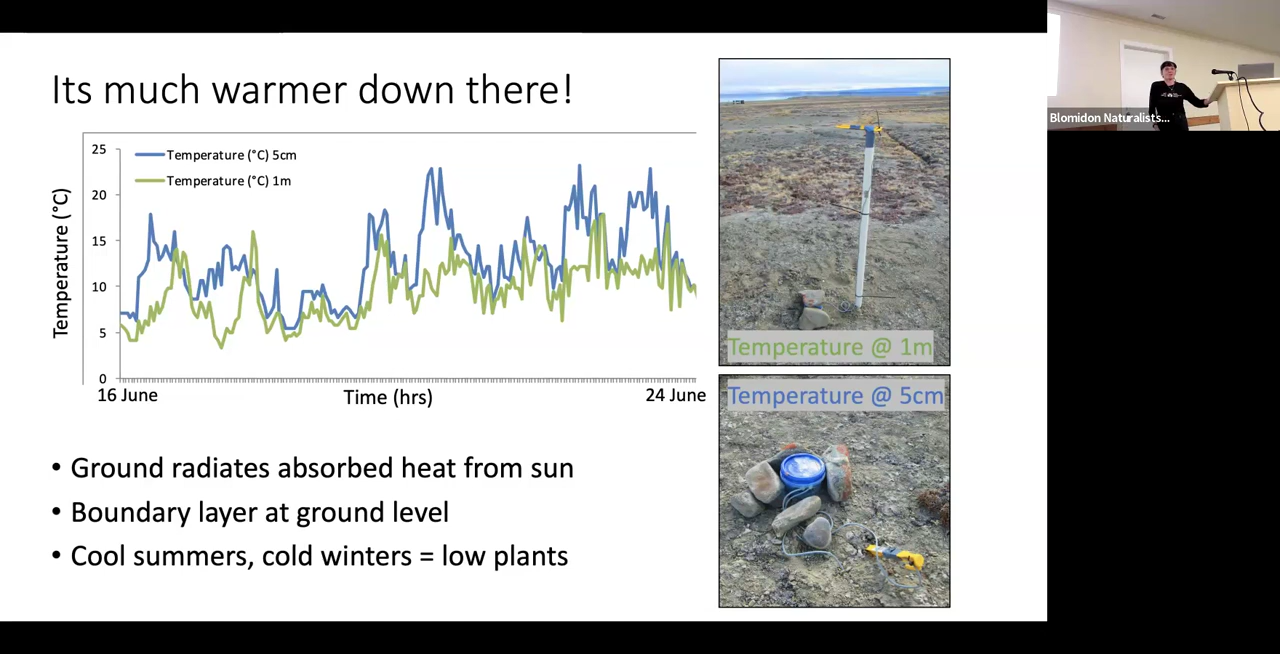 Its much warmer down there!
Temperature (°C)
25
20
15
10
5
0
Temperature (°C) 5cm
Temperature (°C) 1m
16 June
Time (hrs)
24 June
• Ground radiates absorbed heat from sun
• Boundary layer at ground level
• Cool summers, cold winters = low plants
Temperature @ 1m
Temperature @ 5cm
Blomidon Naturalists...